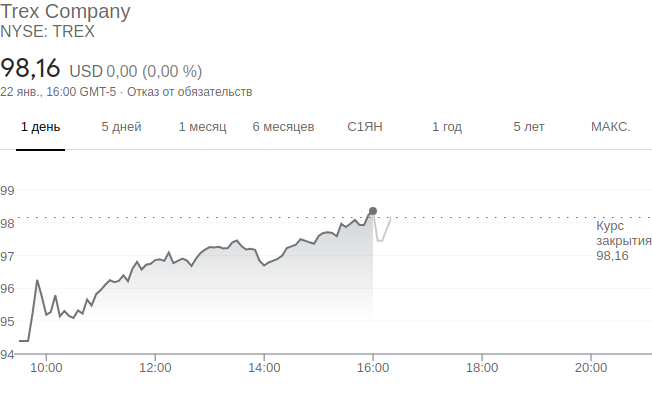 Trex Company
NYSE: TREX
98,16 USD 0,00 (0,00 %)
22 янв., 16:00 GMT-5 · Отказ от обязательств
1 день 5 дней 1 месяц 6 месяцев С1ЯН 1 год 5 лет МАКС.
99
98
Курс
закрытия
98,16
97
96
95
94
10:00 12:00 14:00 16:00 18:00 20:00